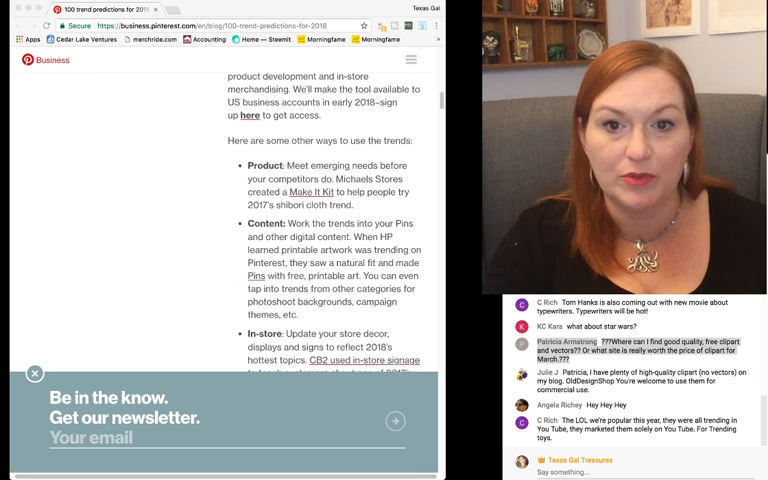 100 trend predictions for 2018
Texas Gal
Secure
https://business.pinterest.com/en/blog/100-trend-predictions-for-2018
Apps
Cedar Lake Ventures
merchride.com
Accounting
Home — Steemit
Morningfame
Morningfame
Business
product development and in-store
merchandising. We'll make the tool available to
US business accounts in early 2018–sign
up here to get access.
Here are some other ways to use the trends:
• Product: Meet emerging needs before
your competitors do. Michaels Stores
created a Make It Kit to help people try
2017's shibori cloth trend.
• Content: Work the trends into your Pins
and other digital content. When HP
learned printable artwork was trending on
Pinterest, they saw a natural fit and made
Pins with free, printable art. You can even
tap into trends from other categories for
photoshoot backgrounds, campaign
themes, etc.
• In-store: Update your store decor,
displays and signs to reflect 2018's
hottest topics. CB2 used in-store signage
Be in the know.
Get our newsletter.
Your email
C Rich Tom Hanks is also coming out with new movie about
typewriters. Typewriters will be hot!
KC Kara what about star wars?
Patricia Armstrong ???Where can I find good quality, free clipart
and vectors?? Or what site is really worth the price of clipart for
March.???
Julie J Patricia, I have plenty of high-quality clipart (no vectors) on
my blog. OldDesignShop You're welcome to use them for
commercial use.
Angela Richey Hey Hey Hey
C Rich The LOL we're popular this year, they were all trending in
You Tube, they marketed them solely on You Tube. For Trending
toys.
Texas Gal Treasures
Say something...